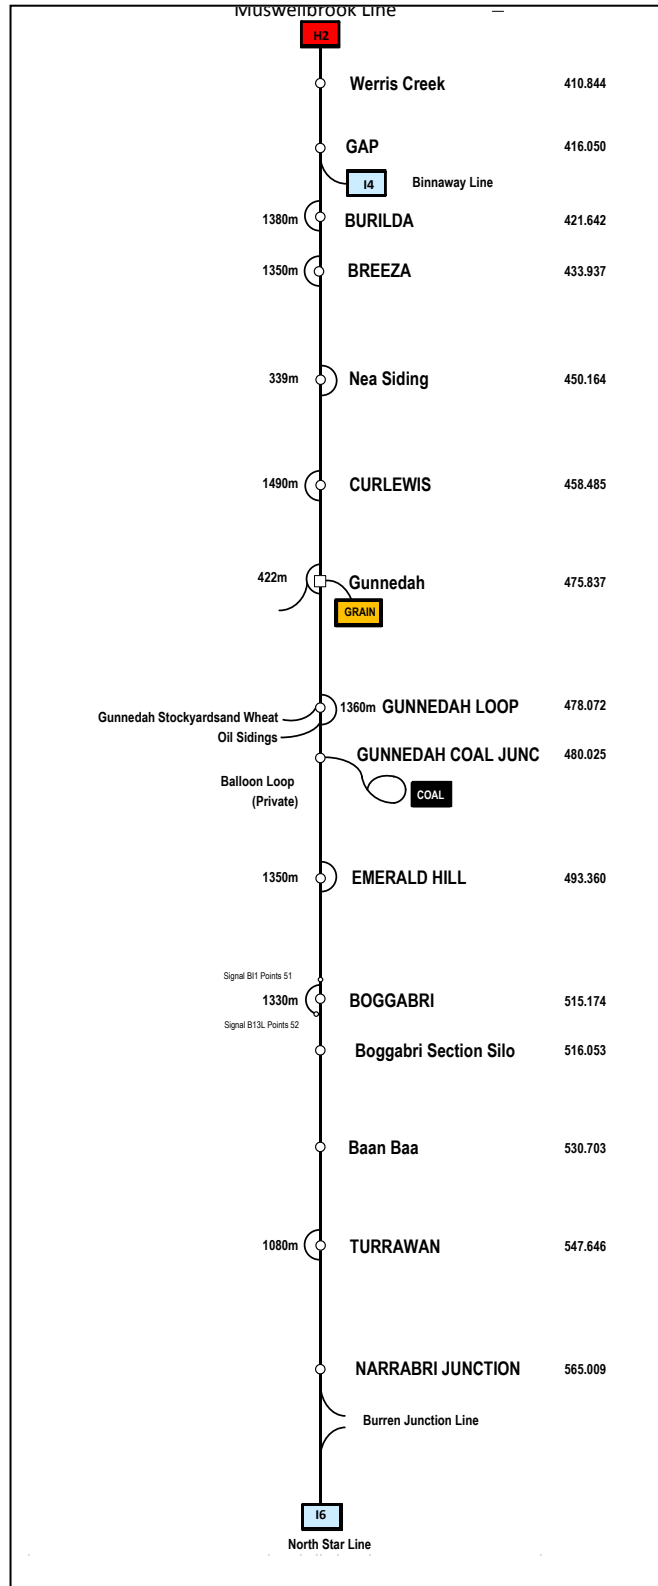 Muswellbrook Line –
H2
Werris Creek 410.844
GAP 416.050
I4 Binnaway Line
1380m BURILDA 421.642
1350m BREEZA 433.937
339m Nea Siding 450.164
1490m CURLEWIS 458.485
422m Gunnedah 475.837
GRAIN
1360m GUNNEDAH LOOP 478.072
Gunnedah Stockyardsand Wheat
Oil Sidings
GUNNEDAH COAL JUNC 480.025
Balloon Loop
(Private)
COAL
1350m EMERALD HILL 493.360
Signal BI1 Points 51
1330m BOGGABRI 515.174
Signal B13L Points 52
Boggabri Section Silo 516.053
Baan Baa 530.703
1080m TURRAWAN 547.646
NARRABRI JUNCTION 565.009
Burren Junction Line
I6
North Star Line